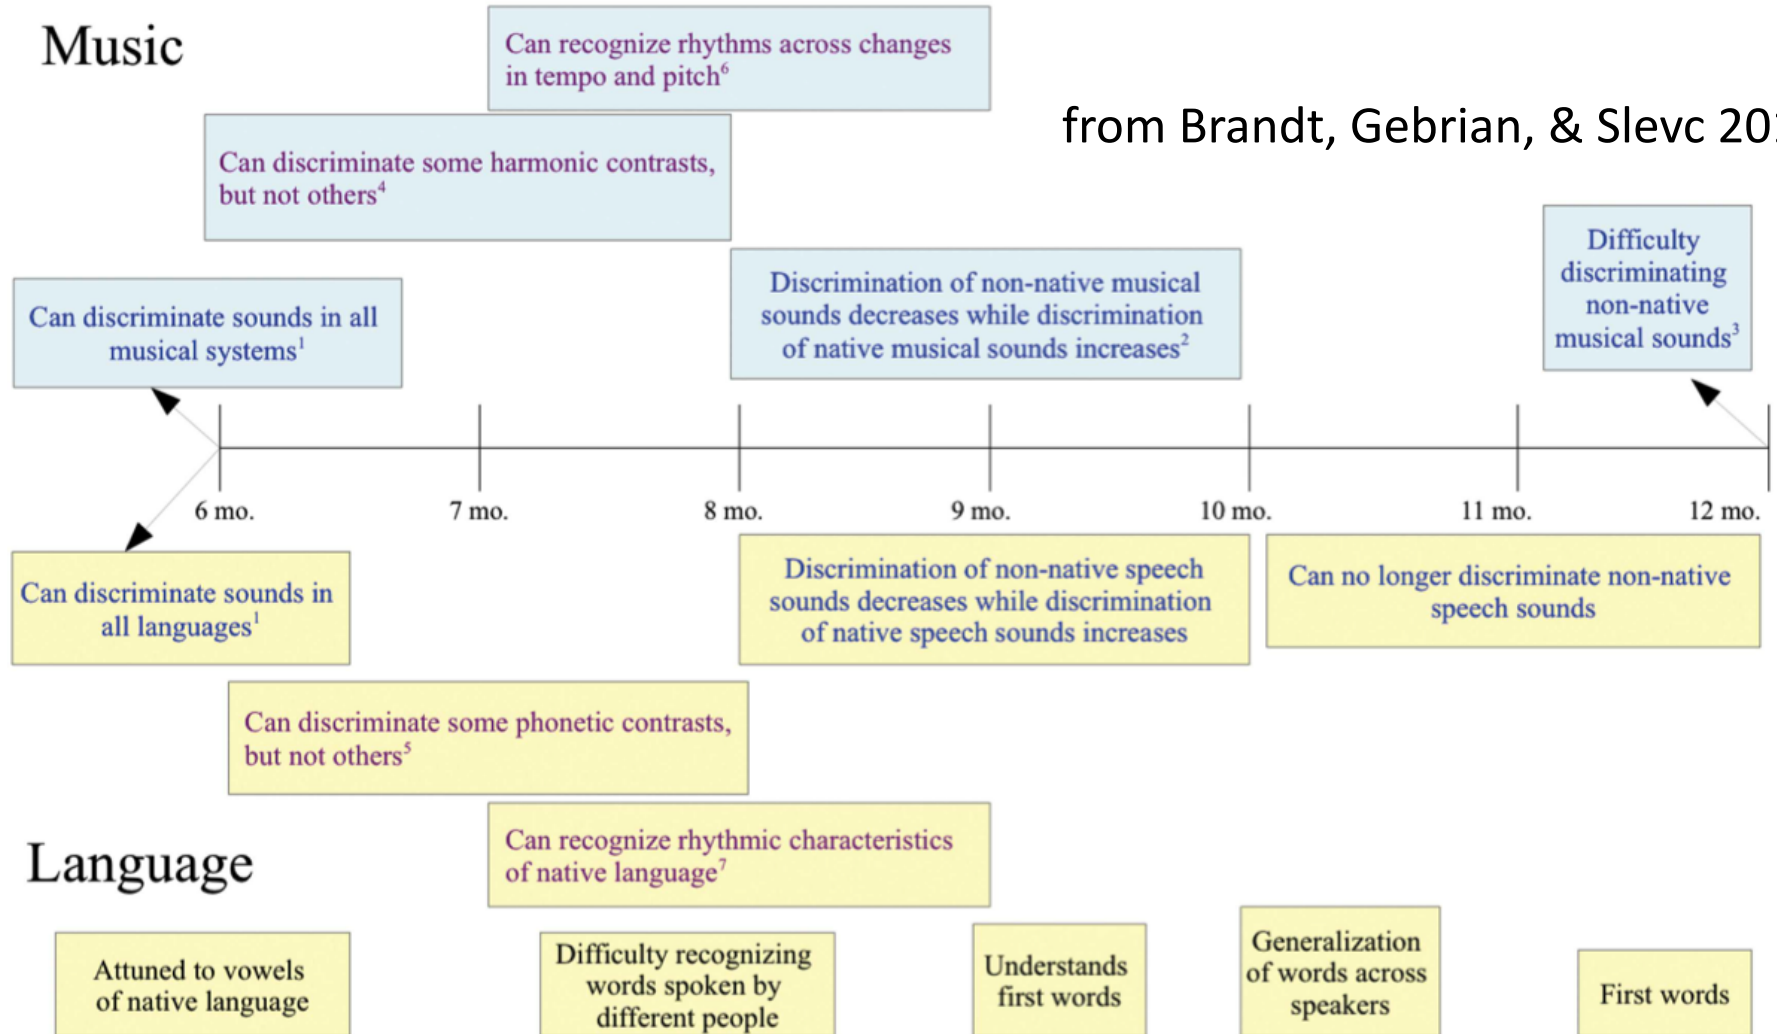 Music
Can recognize rhythms across changes
in tempo and pitch⁶
from Brandt, Gebrian, & Slevc
Can discriminate some harmonic contrasts,
but not others⁴
Can discriminate sounds in all
musical systems¹
Discrimination of non-native musical
sounds decreases while discrimination
of native musical sounds increases²
Difficulty
discriminating
non-native
musical sounds³
6 mo.
7 mo.
8 mo.
9 mo.
10 mo.
11 mo.
12 mo.
Can discriminate sounds in
all languages¹
Discrimination of non-native speech
sounds decreases while discrimination
of native speech sounds increases
Can no longer discriminate non-native
speech sounds
Can discriminate some phonetic contrasts,
but not others⁵
Can recognize rhythmic characteristics
of native language⁷
Language
Attuned to vowels
of native language
Difficulty recognizing
words spoken by
different people
Understands
first words
Generalization
of words across
speakers
First words